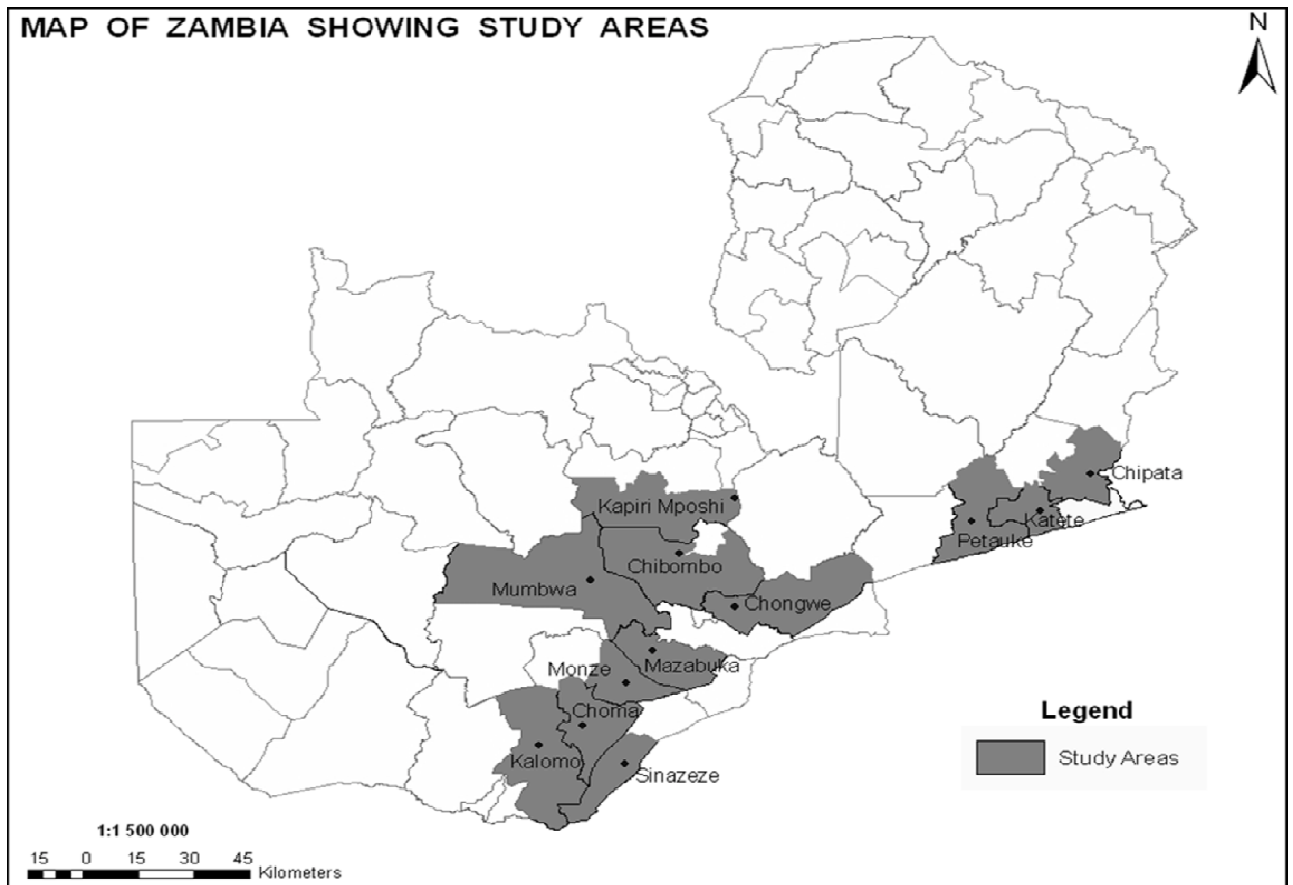 MAP OF ZAMBIA SHOWING STUDY AREAS
N
Chipata
Kapiri Mposhi
Katete
Petauke
Chibombo
Mumbwa
Chongwe
Mazabuka
Monze
Choma
Kalomo
Sinazeze
Legend
Study Areas
1:1 500 000
15 0 15 30 45
Kilometers